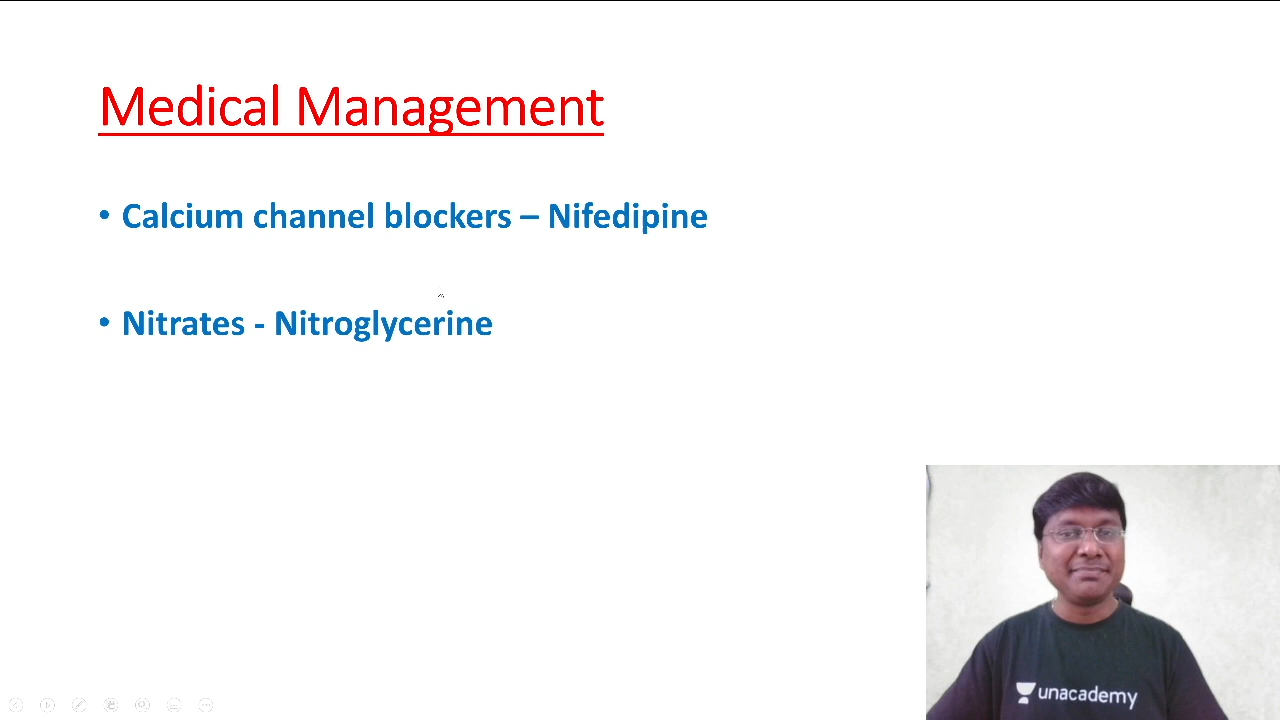 Medical Management
• Calcium channel blockers – Nifedipine
• Nitrates - Nitroglycerine
unacademy